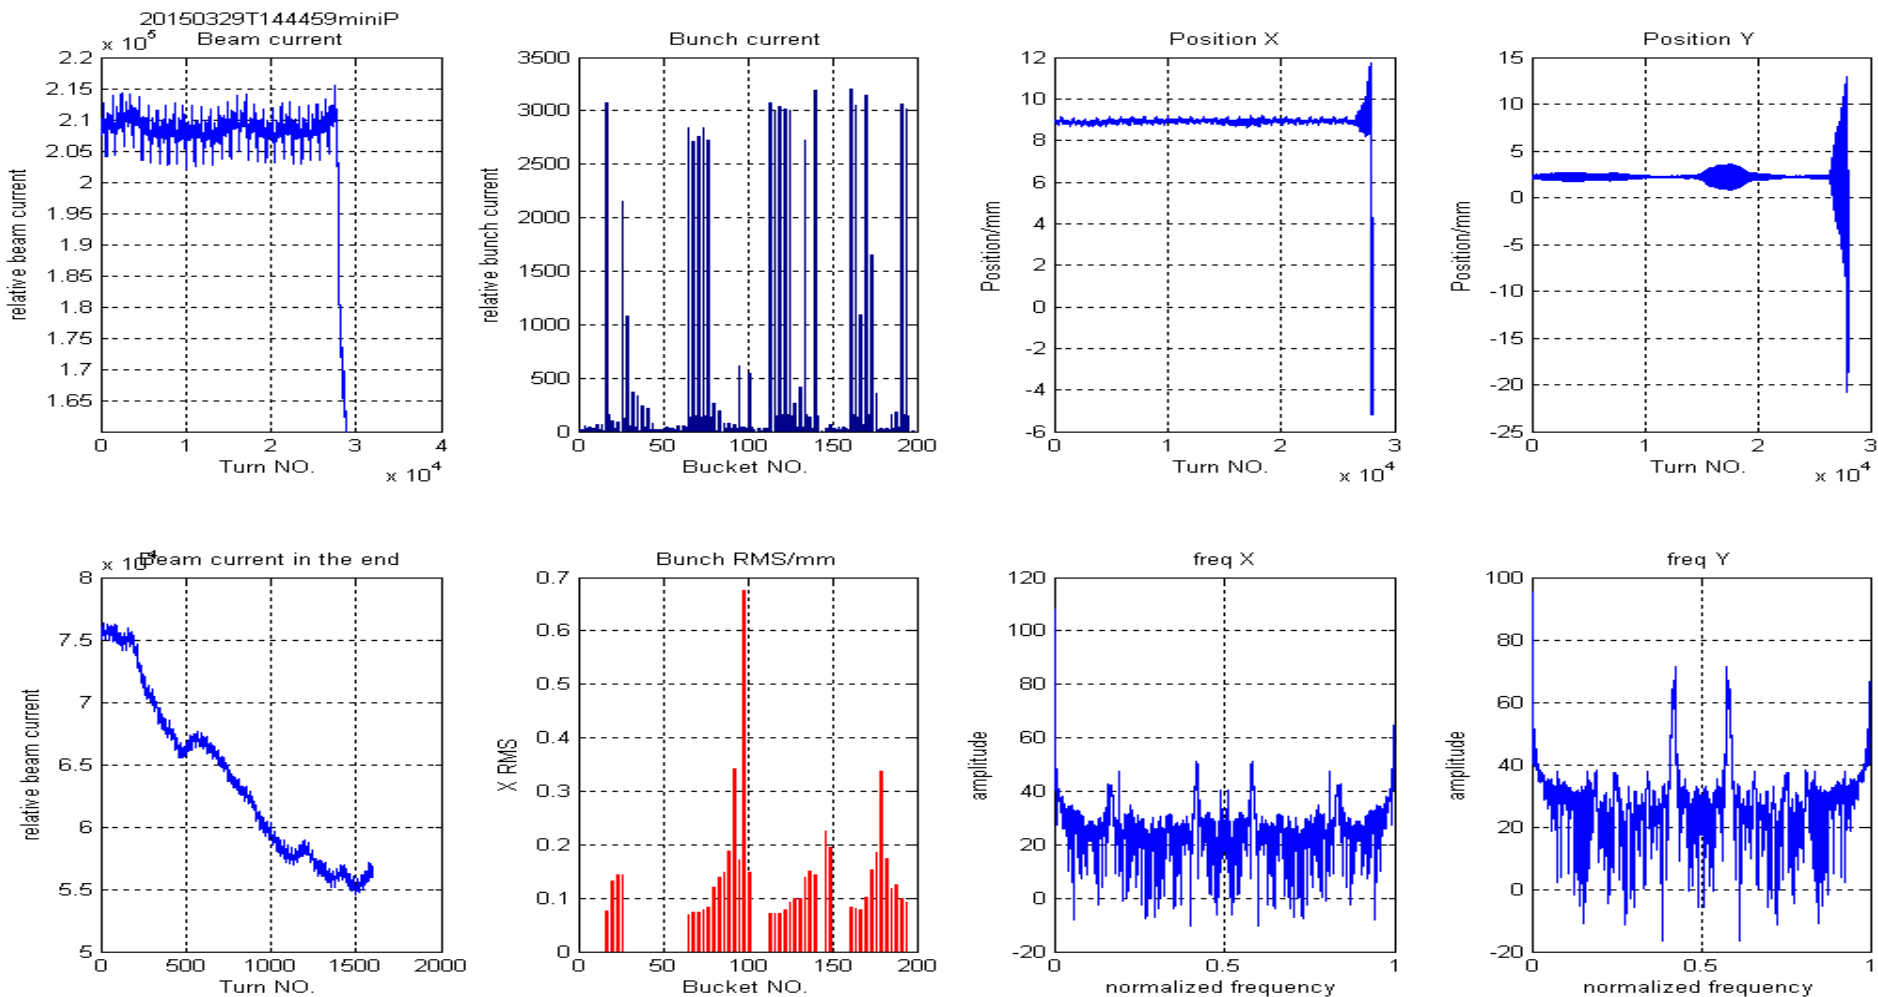 20150329T144459miniP
x 10^5 Beam current
2.2
2.15
2.1
2.05
2
1.95
1.9
1.85
1.8
1.75
1.7
1.65
0 1 2 3 4
Turn NO.
x 10^4
relative beam current
Bunch current
3500
3000
2500
2000
1500
1000
500
0
0 50 100 150 200
Bucket NO.
relative bunch current
Position X
12
10
8
6
4
2
0
-2
-4
-6
0 1 2 3
Turn NO.
x 10^4
Position/mm
Position Y
15
10
5
0
-5
-10
-15
-20
-25
0 1 2 3
Turn NO.
x 10^4
Position/mm
x 10^4 Beam current in the end
8
7.5
7
6.5
6
5.5
5
0 500 1000 1500 2000
Turn NO.
relative beam current
Bunch RMS/mm
0.7
0.6
0.5
0.4
0.3
0.2
0.1
0
0 50 100 150 200
Bucket NO.
X RMS
freq X
120
100
80
60
40
20
0
-20
0 0.5 1
normalized frequency
amplitude
freq Y
100
80
60
40
20
0
-20
0 0.5 1
normalized frequency
amplitude